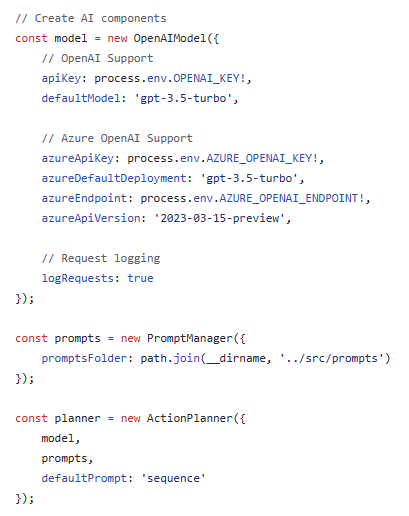 // Create AI components
const model = new OpenAIModel({
    // OpenAI Support
    apiKey: process.env.OPENAI_KEY!,
    defaultModel: 'gpt-3.5-turbo',

    // Azure OpenAI Support
    azureApiKey: process.env.AZURE_OPENAI_KEY!,
    azureDefaultDeployment: 'gpt-3.5-turbo',
    azureEndpoint: process.env.AZURE_OPENAI_ENDPOINT!,
    azureApiVersion: '2023-03-15-preview',

    // Request logging
    logRequests: true
});

const prompts = new PromptManager({
    promptsFolder: path.join(__dirname, '../src/prompts')
});

const planner = new ActionPlanner({
    model,
    prompts,
    defaultPrompt: 'sequence'
});